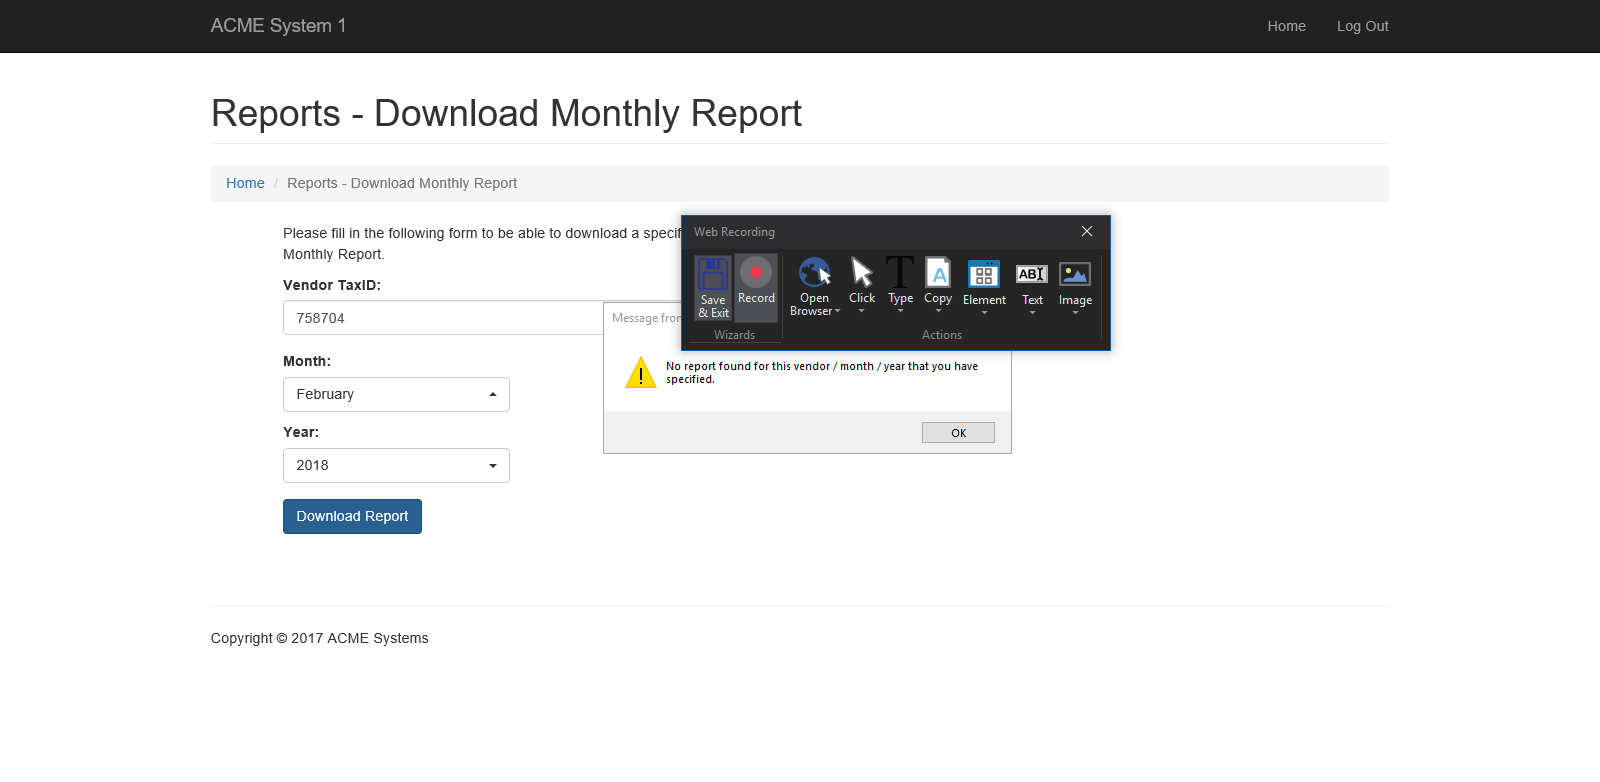 ACME System 1
Home
Log Out
Reports - Download Monthly Report
Home / Reports - Download Monthly Report
Please fill in the following form to be able to download a
Monthly Report.
Vendor TaxID:
758704
Month:
February
Year:
2018
Download Report
Web Recording
Save & Exit
Record
Open Browser
Click
Type
Copy
Element
Text
Image
Wizards
Actions
Message
No report found for this vendor / month / year that you have
specified.
OK
Copyright © 2017 ACME Systems